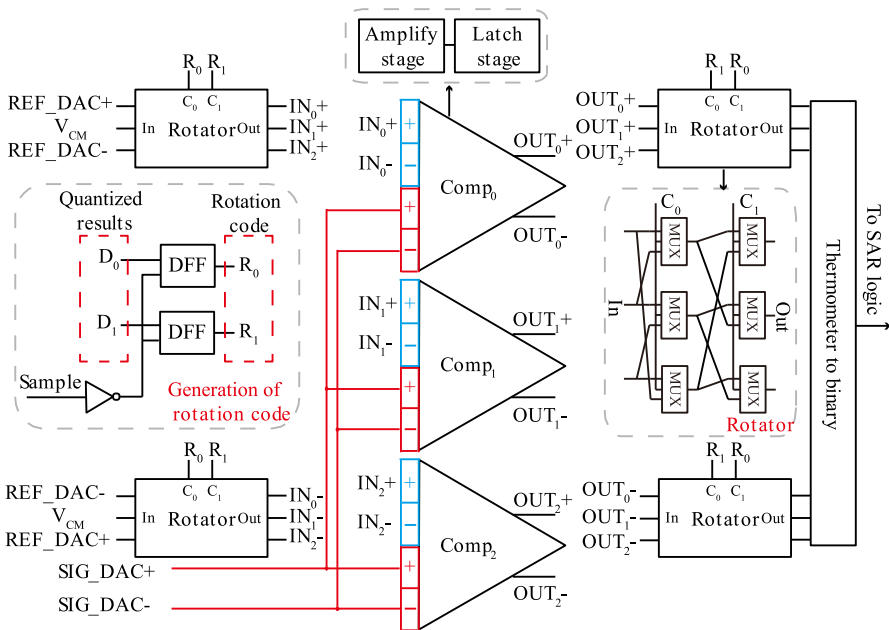 Amplify stage
Latch stage
R₀ R₁
REF_DAC+
V_CM
REF_DAC-
C₀ C₁
In Rotator Out
IN₀+
IN₁+
IN₂+
IN₀+
IN₀-
+
−
+
−
Comp₀
OUT₀+
OUT₀-
R₁ R₀
OUT₀+
OUT₁+
OUT₂+
C₀ C₁
In Rotator Out
Quantized results
Rotation code
D₀
DFF
R₀
D₁
DFF
R₁
Sample
Generation of rotation code
IN₁+
IN₁-
+
−
+
−
Comp₁
OUT₁+
OUT₁-
C₀ C₁
MUX MUX
MUX MUX
MUX MUX
In
Out
Rotator
Thermometer to binary
To SAR logic
R₀ R₁
REF_DAC-
V_CM
REF_DAC+
C₀ C₁
In Rotator Out
IN₀-
IN₁-
IN₂-
SIG_DAC+
SIG_DAC-
IN₂+
IN₂-
+
−
+
−
Comp₂
OUT₂+
OUT₂-
R₁ R₀
OUT₀-
OUT₁-
OUT₂-
C₀ C₁
In Rotator Out